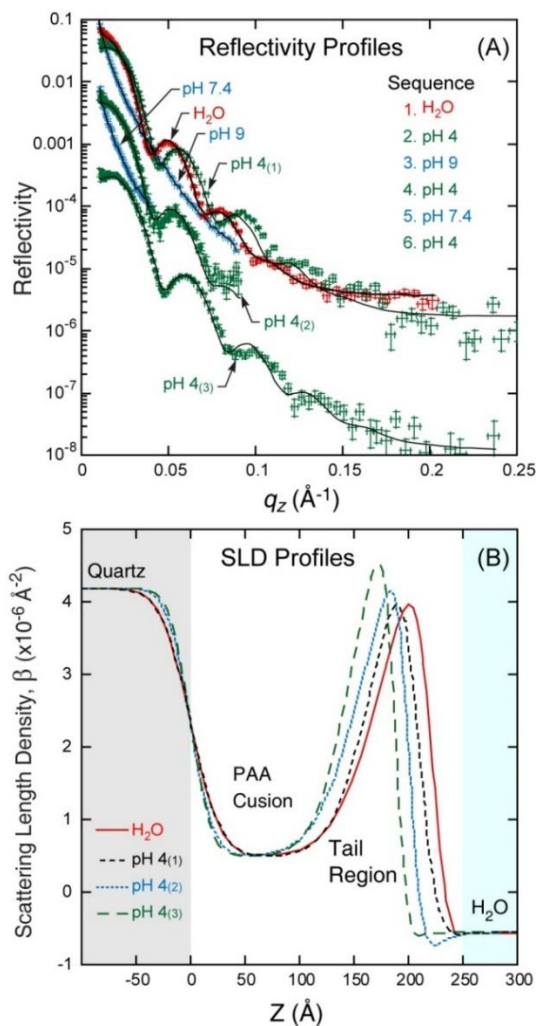 Reflectivity Profiles (A)
Sequence
1. H₂O
2. pH 4
3. pH 9
4. pH 4
5. pH 7.4
6. pH 4
pH 7.4
H₂O
pH 9
pH 4(1)
pH 4(2)
pH 4(3)
Reflectivity
0.1
0.01
0.001
10⁻⁴
10⁻⁵
10⁻⁶
10⁻⁷
10⁻⁸
0 0.05 0.1 0.15 0.2 0.25
qz (Å⁻¹)
SLD Profiles (B)
Quartz
PAA
Cusion
Tail
Region
H₂O
H₂O
pH 4(1)
pH 4(2)
pH 4(3)
Scattering Length Density, β (x10⁻⁶ Å⁻²)
5
4
3
2
1
0
-1
-50 0 50 100 150 200 250 300
Z (Å)